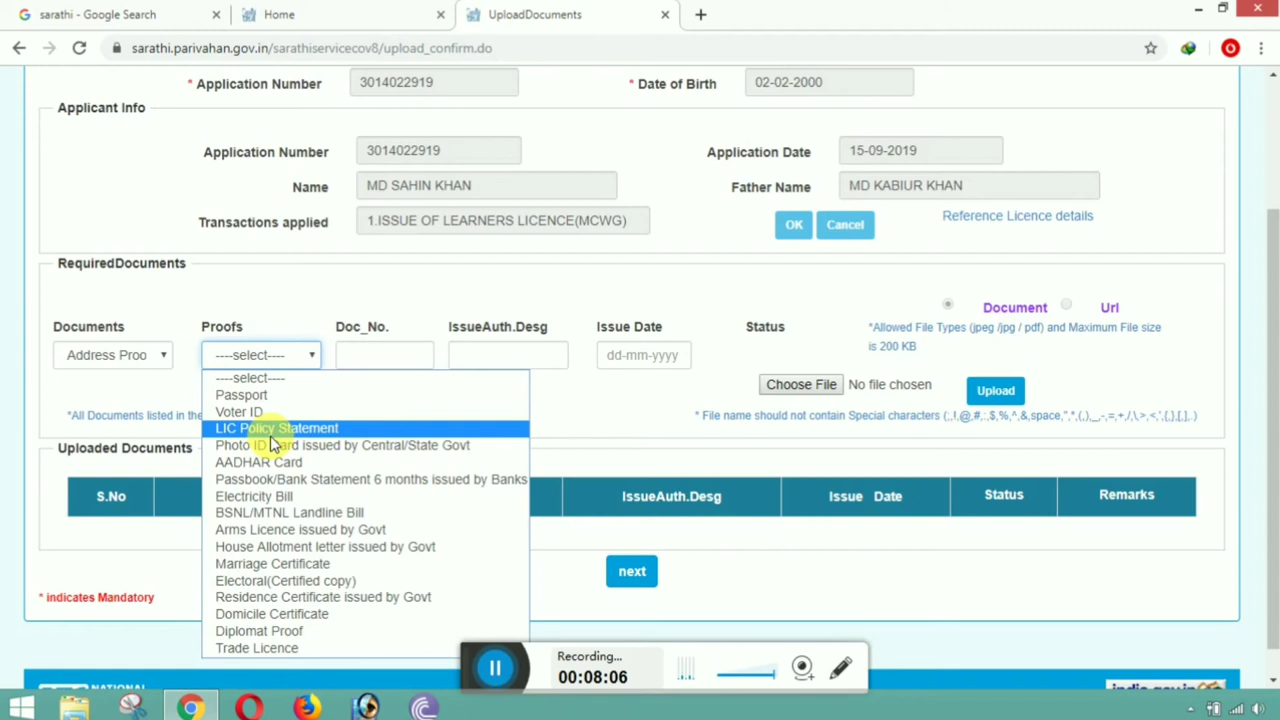 sarathi - Google Search
Home
UploadDocuments
sarathi.parivahan.gov.in/sarathiservicecov8/upload_confirm.do
* Application Number 3014022919 * Date of Birth 02-02-2000
Applicant Info
Application Number 3014022919 Application Date 15-09-2019
Name MD SAHIN KHAN Father Name MD KABIUR KHAN
Transactions applied 1.ISSUE OF LEARNERS LICENCE(MCWG) OK Cancel Reference Licence details
RequiredDocuments
Document Url
Documents Proofs Doc_No. IssueAuth.Desg Issue Date Status *Allowed File Types (jpeg /jpg / pdf) and Maximum File size
is 200 KB
Address Proo ----select---- dd-mm-yyyy
Choose File No file chosen Upload
*All Documents listed in the * File name should not contain Special characters (;,!,@,#,:,$,%,^,&,space,",*,(,),_,-,=,+,/,\,>,<,',{,},[,],.)
----select----
Passport
Voter ID
LIC Policy Statement
Photo ID Card issued by Central/State Govt
AADHAR Card
Passbook/Bank Statement 6 months issued by Banks
Electricity Bill
BSNL/MTNL Landline Bill
Arms Licence issued by Govt
House Allotment letter issued by Govt
Marriage Certificate
Electoral(Certified copy)
Residence Certificate issued by Govt
Domicile Certificate
Diplomat Proof
Trade Licence
Uploaded Documents
S.No IssueAuth.Desg Issue Date Status Remarks
next
* indicates Mandatory
Recording...
00:08:06
NATIONAL
india.gov.in